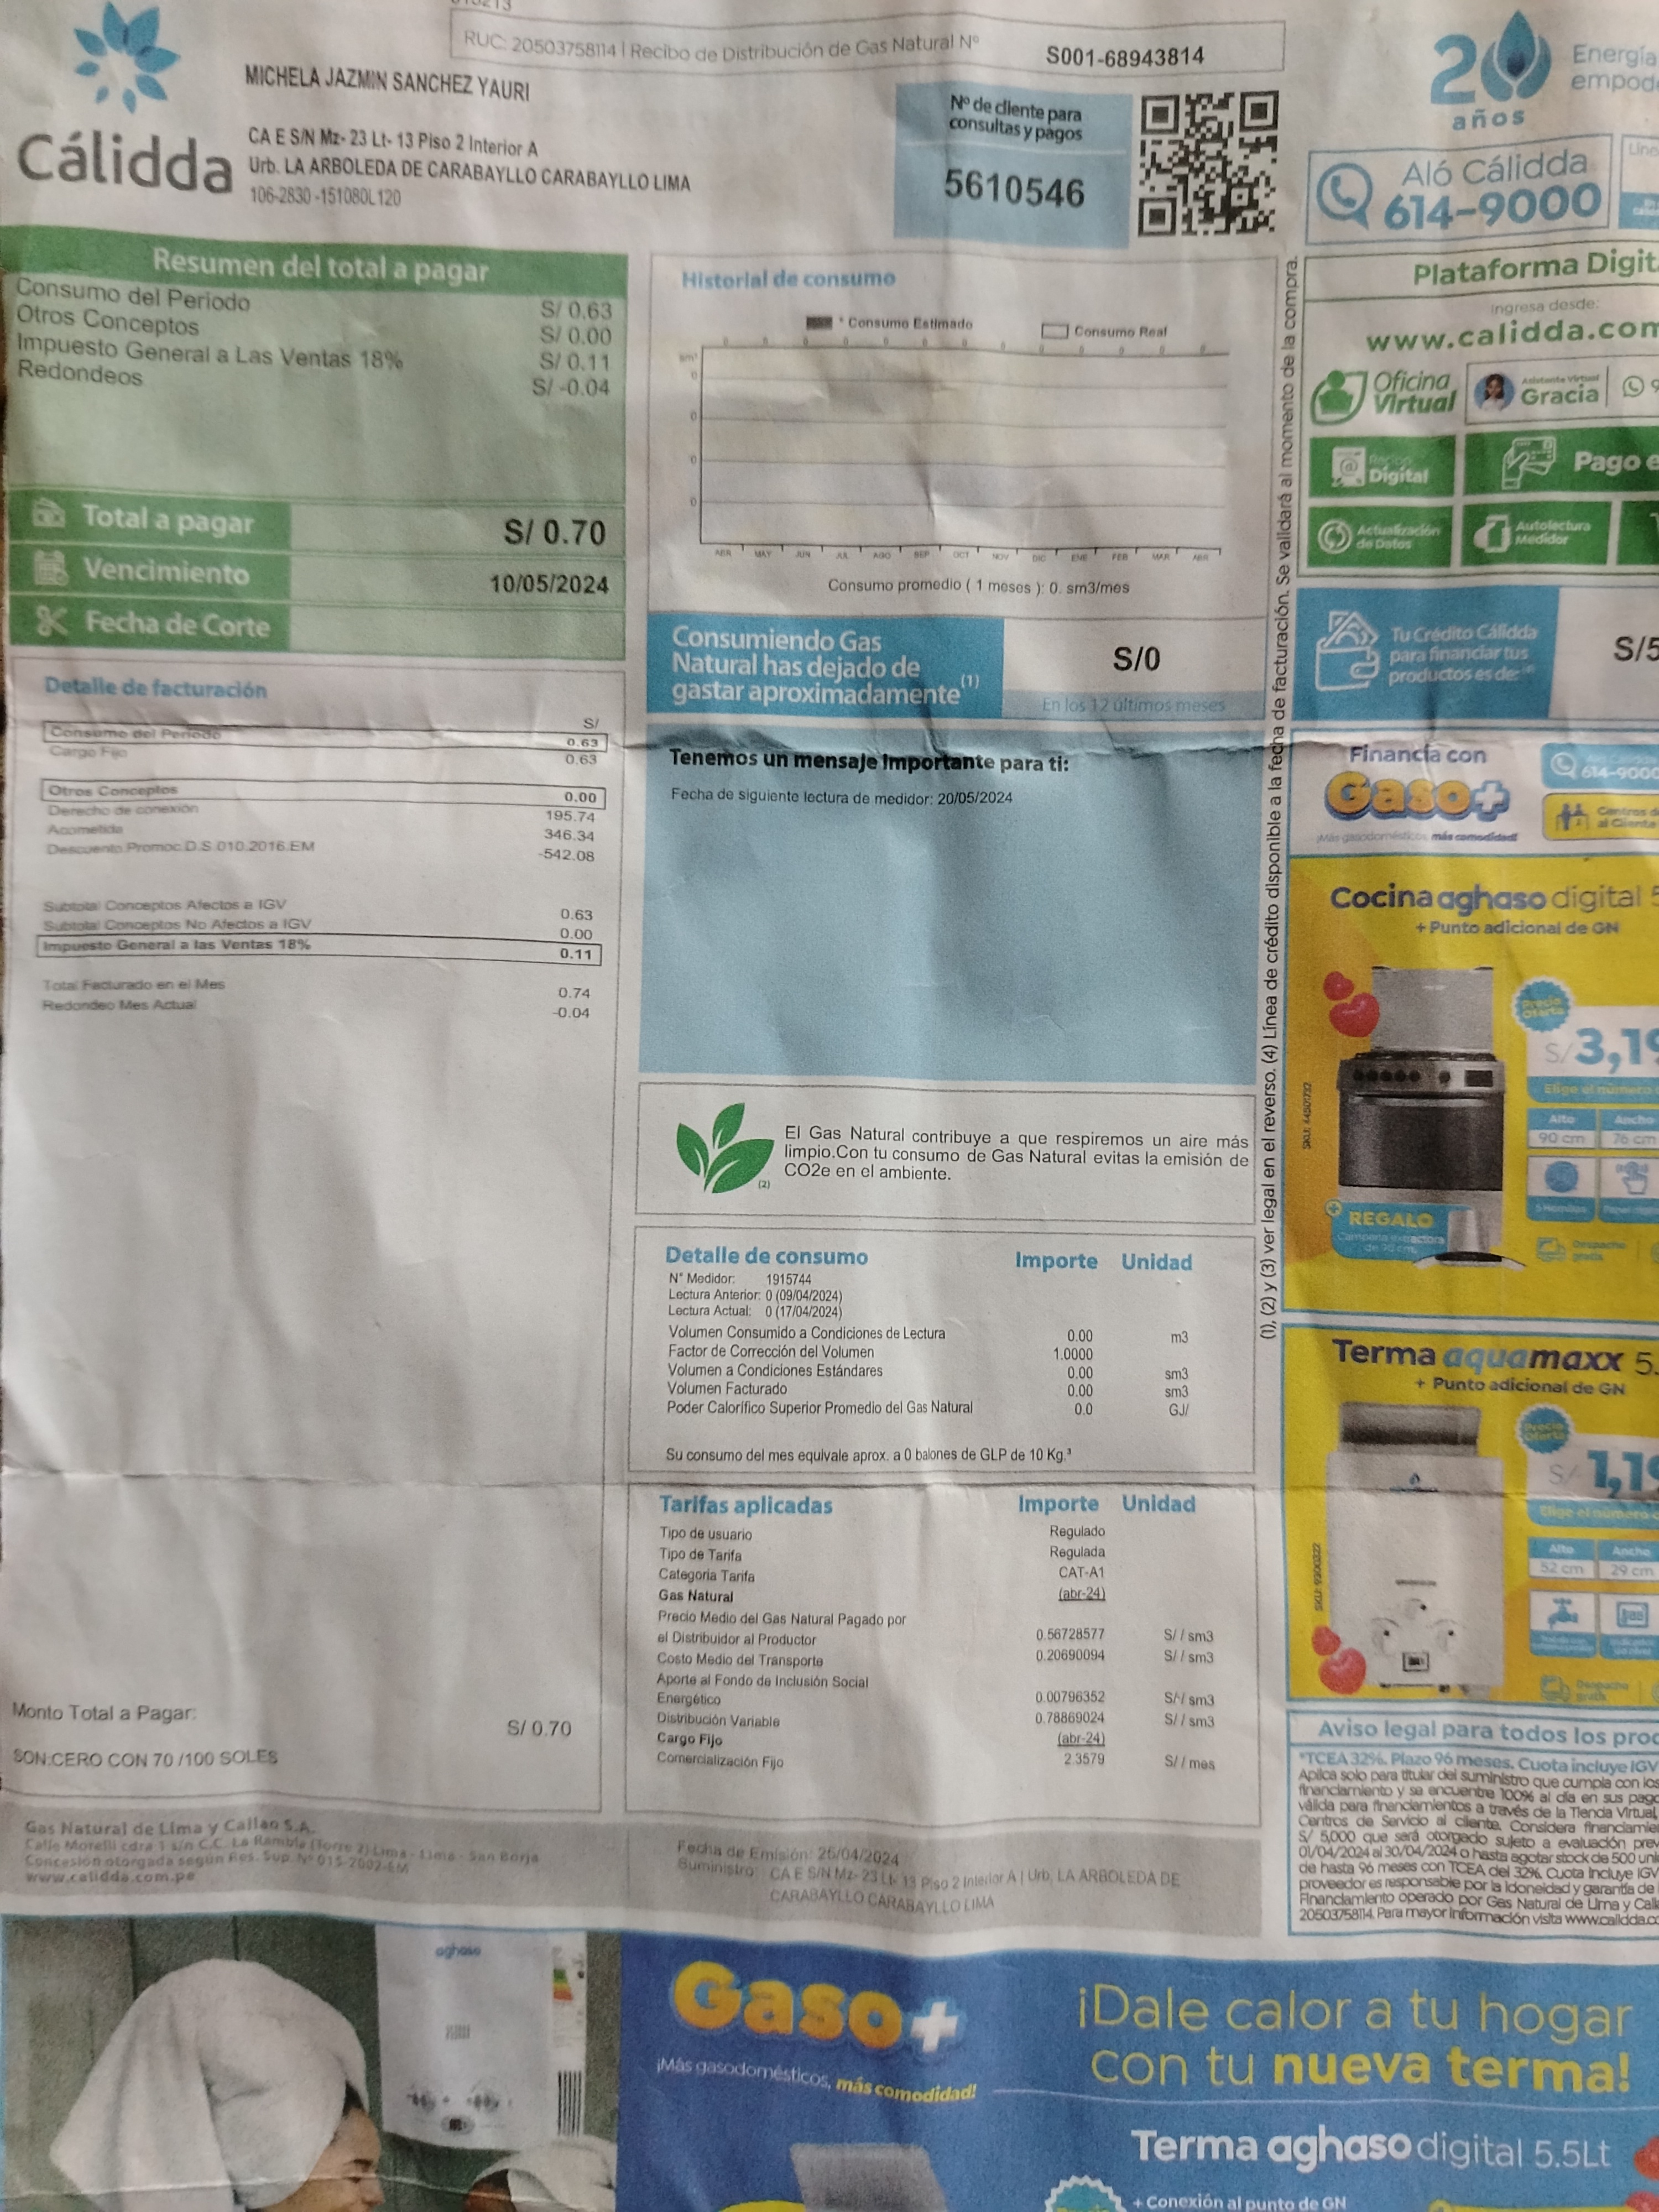 RUC: 20503758114 | Recibo de Distribución de Gas Natural Nº S001-68943814
Cálidda
MICHELA JAZMIN SANCHEZ YAURI
CA E S/N Mz- 23 Lt- 13 Piso 2 Interior A
Urb. LA ARBOLEDA DE CARABAYLLO CARABAYLLO LIMA
106-2830 -151080L120
Nº de cliente para
consultas y pagos
5610546
Resumen del total a pagar
Consumo del Periodo S/ 0.63
Otros Conceptos S/ 0.00
Impuesto General a Las Ventas 18% S/ 0.11
Redondeos S/ -0.04
Total a pagar S/ 0.70
Vencimiento 10/05/2024
Fecha de Corte
Detalle de facturación
S/
Consumo del Periodo 0.63
Cargo Fijo 0.63
Otros Conceptos 0.00
Derecho de conexión 195.74
Acometida 346.34
Descuento Promoc.D.S.010.2016.EM -542.08
Subtotal Conceptos Afectos a IGV 0.63
Subtotal Conceptos No Afectos a IGV 0.00
Impuesto General a las Ventas 18% 0.11
Total Facturado en el Mes 0.74
Redondeo Mes Actual -0.04
Monto Total a Pagar: S/ 0.70
SON:CERO CON 70 /100 SOLES
Historial de consumo
* Consumo Estimado Consumo Real
sm³
0 0 0 0 0 0 0 0 0 0 0 0 0
0
0
0
0
ABR MAY JUN JUL AGO SEP OCT NOV DIC ENE FEB MAR ABR
Consumo promedio ( 1 meses ): 0. sm3/mes
Consumiendo Gas
Natural has dejado de
gastar aproximadamente (1)
S/0
En los 12 últimos meses
Tenemos un mensaje importante para ti:
Fecha de siguiente lectura de medidor: 20/05/2024
El Gas Natural contribuye a que respiremos un aire más
limpio.Con tu consumo de Gas Natural evitas la emisión de
CO2e en el ambiente.
(2)
Detalle de consumo Importe Unidad
N° Medidor: 1915744
Lectura Anterior: 0 (09/04/2024)
Lectura Actual: 0 (17/04/2024)
Volumen Consumido a Condiciones de Lectura 0.00 m3
Factor de Corrección del Volumen 1.0000
Volumen a Condiciones Estándares 0.00 sm3
Volumen Facturado 0.00 sm3
Poder Calorífico Superior Promedio del Gas Natural 0.0 GJ/
Su consumo del mes equivale aprox. a 0 balones de GLP de 10 Kg.³
Tarifas aplicadas Importe Unidad
Tipo de usuario Regulado
Tipo de Tarifa Regulada
Categoria Tarifa CAT-A1
Gas Natural (abr-24)
Precio Medio del Gas Natural Pagado por
el Distribuidor al Productor 0.56728577 S/ / sm3
Costo Medio del Transporte 0.20690094 S/ / sm3
Aporte al Fondo de Inclusión Social
Energético 0.00796352 S/ / sm3
Distribución Variable 0.78869024 S/ / sm3
Cargo Fijo (abr-24)
Comercialización Fijo 2.3579 S/ / mes
(1), (2) y (3) ver legal en el reverso. (4) Línea de crédito disponible a la fecha de facturación. Se validará al momento de la compra.
Gas Natural de Lima y Callao S.A.
Calle Morelli cdra 1 s/n C.C. La Rambla (Torre 2) Lima - Lima - San Borja
Concesión otorgada según Res. Sup. Nº 015-2002-EM
www.calidda.com.pe
Fecha de Emisión: 26/04/2024
Suministro: CA E S/N Mz- 23 Lt- 13 Piso 2 Interior A | Urb. LA ARBOLEDA DE
CARABAYLLO CARABAYLLO LIMA
20 años
Energía
Aló Cálidda
614-9000
Plataforma Digit
Ingresa desde:
www.calidda.com
Oficina
Virtual
Asistente Virtual
Gracia
Recibo
Digital
Pago e
Actualización
de Datos
Autolectura
Medidor
Tu Crédito Cálidda
para financiar tus
productos es de:
S/5
Financia con
Gaso+
¡Más gasodomésticos, más comodidad!
614-9000
Cocina aghaso digital 5
+ Punto adicional de GN
Precio
Oferta
S/ 3,19
Elige el número
Alto Ancho
90 cm 76 cm
REGALO
Campana extractora
Despacho
gratis
Terma aquamaxx 5.
+ Punto adicional de GN
Precio
Oferta
S/ 1,19
Elige el número
Alto Ancho
52 cm 29 cm
Despacho
gratis
Aviso legal para todos los proc
*TCEA 32%. Plazo 96 meses. Cuota incluye IGV
Aplica solo para titular del suministro que cumpla con los
financiamiento y se encuentre 100% al día en sus pago
válida para financiamientos a través de la Tienda Virtual,
Centros de Servicio al cliente. Considera financiamie
S/ 5,000 que será otorgado sujeto a evaluación prev
01/04/2024 al 30/04/2024 o hasta agotar stock de 500 uni
de hasta 96 meses con TCEA del 32%. Cuota incluye IGV
proveedor es responsable por la idoneidad y garantía de
Financiamiento operado por Gas Natural de Lima y Call
20503758114. Para mayor información visita www.calidda.co
aghaso
Gaso+
¡Más gasodomésticos, más comodidad!
¡Dale calor a tu hogar
con tu nueva terma!
Terma aghaso digital 5.5Lt
+ Conexión al punto de GN